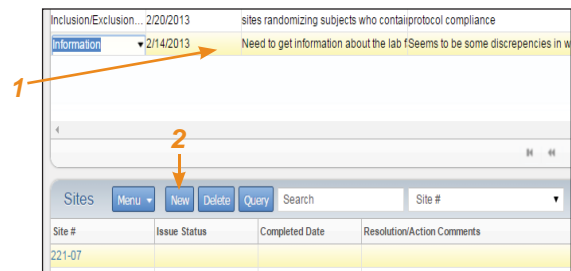 Inclusion/Exclusion... 2/20/2013 sites randomizing subjects who contain protocol compliance
Information 2/14/2013 Need to get information about the lab f Seems to be some discrepencies in w
1
2
Sites Menu New Delete Query Search Site #
Site # Issue Status Completed Date Resolution/Action Comments
221-07